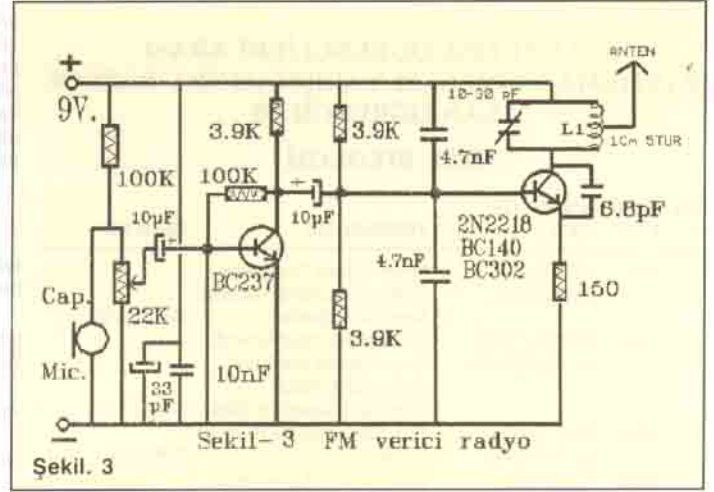 ANTEN
+
9V.
10-30 pF
L1
1Cm 5TUR
3.9K
3.9K
4.7nF
100K
100K
10µF
+
+
10µF
6.8pF
2N2218
BC140
BC302
BC237
4.7nF
150
Cap.
22K
3.9K
Mic.
33
µF
10nF
−
Sekil- 3 FM verici radyo
Şekil. 3